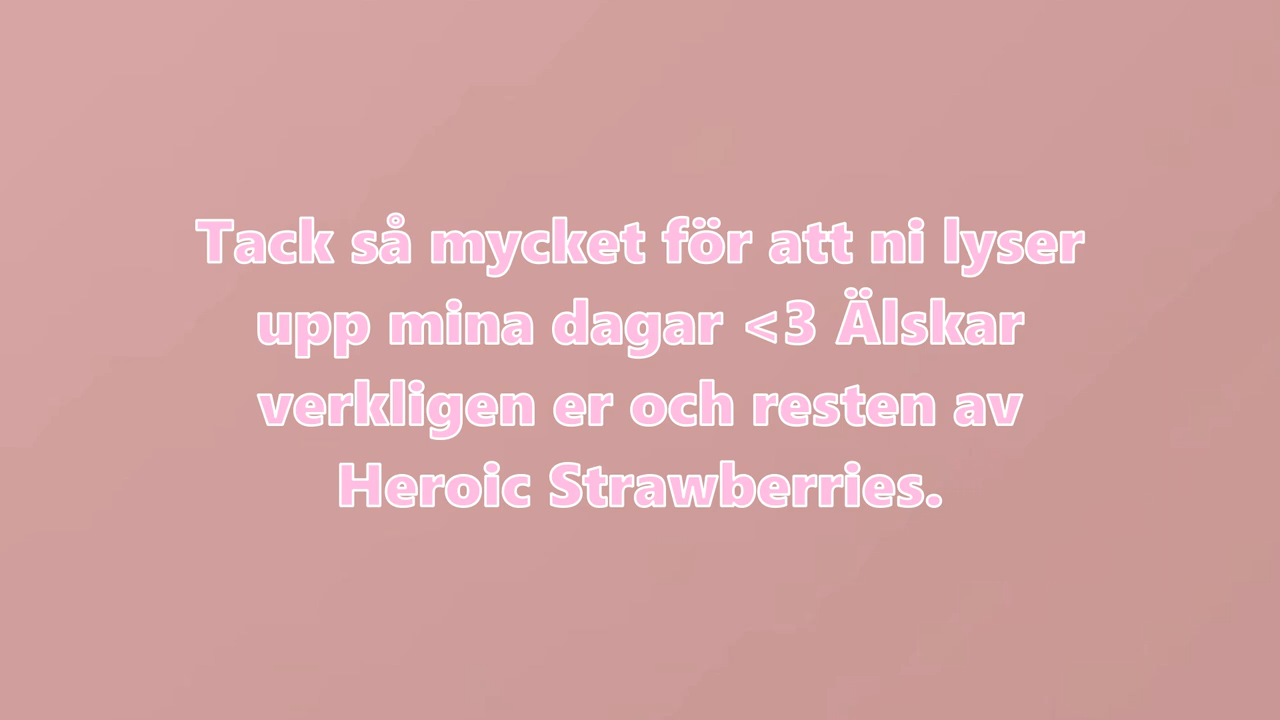 Tack så mycket för att ni lyser
upp mina dagar <3 Älskar
verkligen er och resten av
Heroic Strawberries.